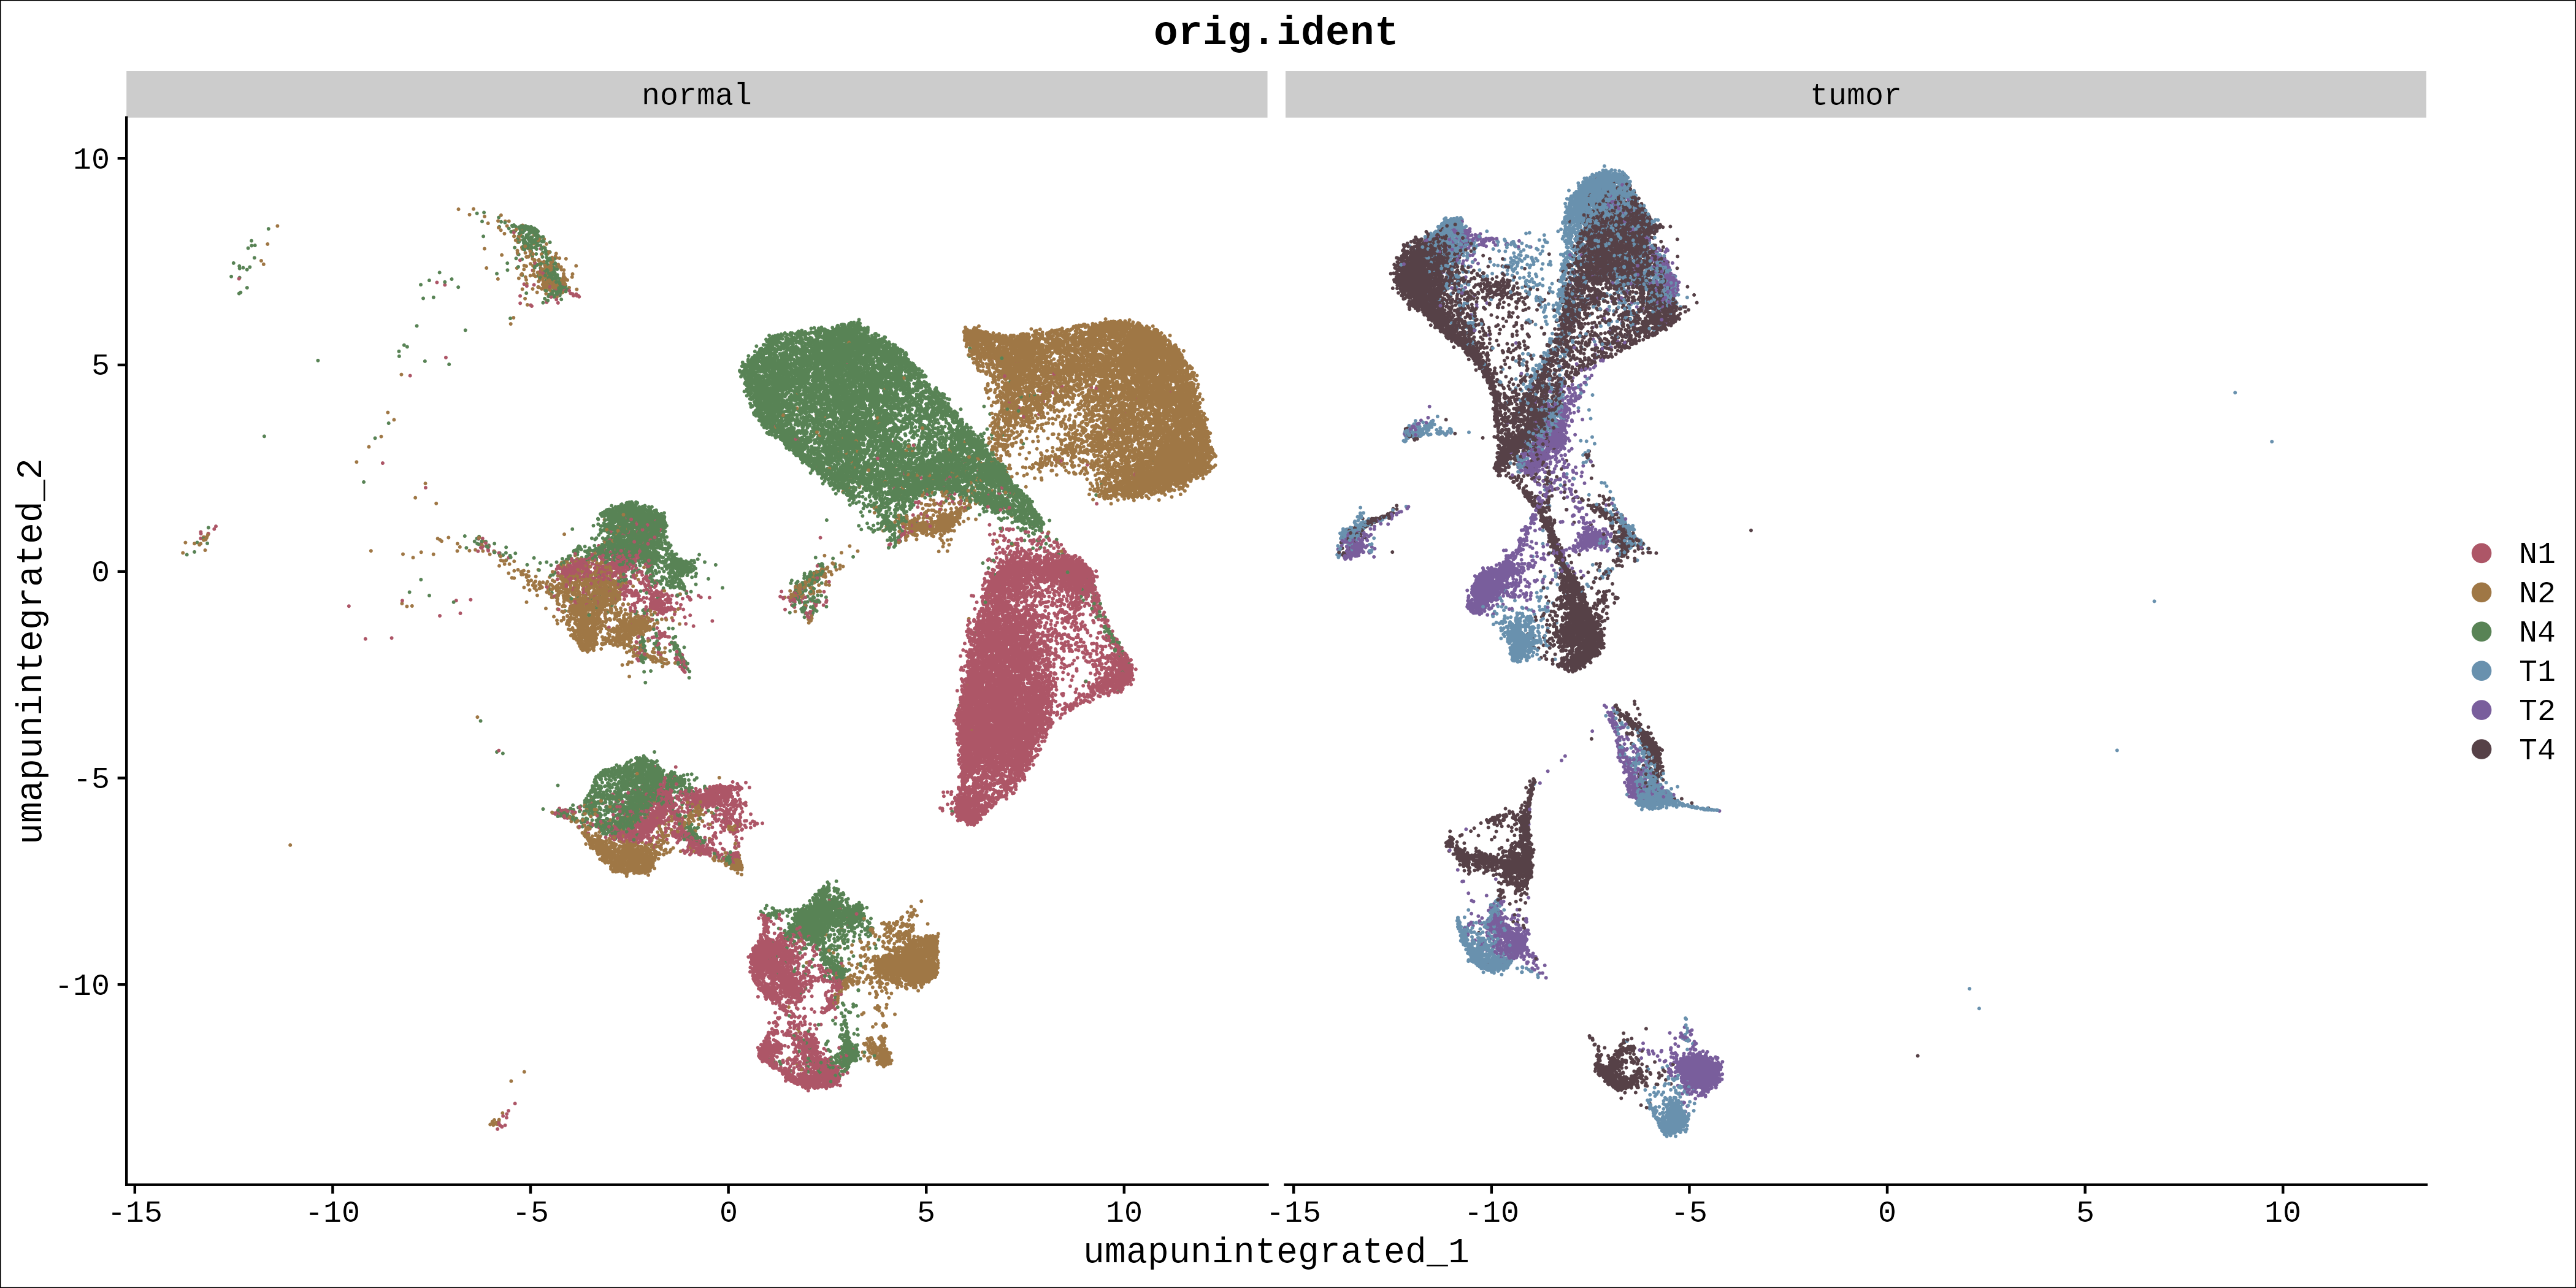 orig.ident
normal
tumor
umapunintegrated_2
10
5
0
-5
-10
-15 -10 -5 0 5 10
-15 -10 -5 0 5 10
umapunintegrated_1
N1
N2
N4
T1
T2
T4